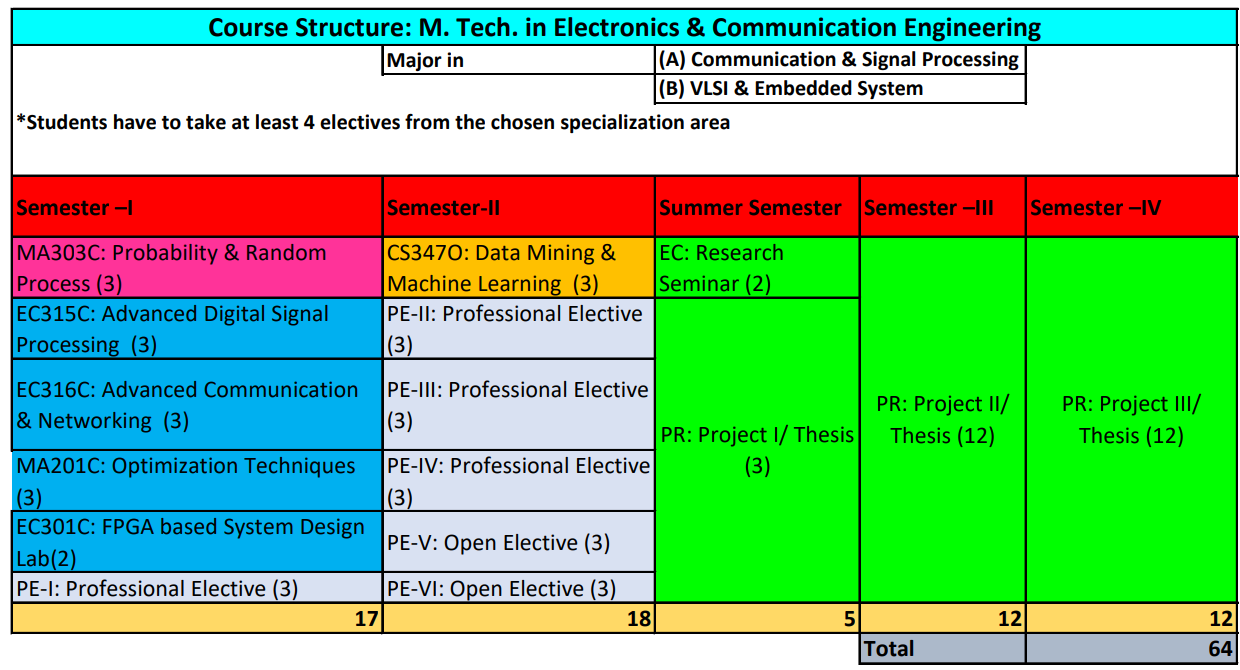 Course Structure: M. Tech. in Electronics & Communication Engineering
Major in
(A) Communication & Signal Processing
(B) VLSI & Embedded System
*Students have to take at least 4 electives from the chosen specialization area
Semester –I
Semester-II
Summer Semester
Semester –III
Semester –IV
MA303C: Probability & Random
Process (3)
CS347O: Data Mining &
Machine Learning (3)
EC: Research
Seminar (2)
EC315C: Advanced Digital Signal
Processing (3)
PE-II: Professional Elective
(3)
EC316C: Advanced Communication
& Networking (3)
PE-III: Professional Elective
(3)
PR: Project I/ Thesis
(3)
PR: Project II/
Thesis (12)
PR: Project III/
Thesis (12)
MA201C: Optimization Techniques
(3)
PE-IV: Professional Elective
(3)
EC301C: FPGA based System Design
Lab(2)
PE-V: Open Elective (3)
PE-I: Professional Elective (3)
PE-VI: Open Elective (3)
17
18
5
12
12
Total
64